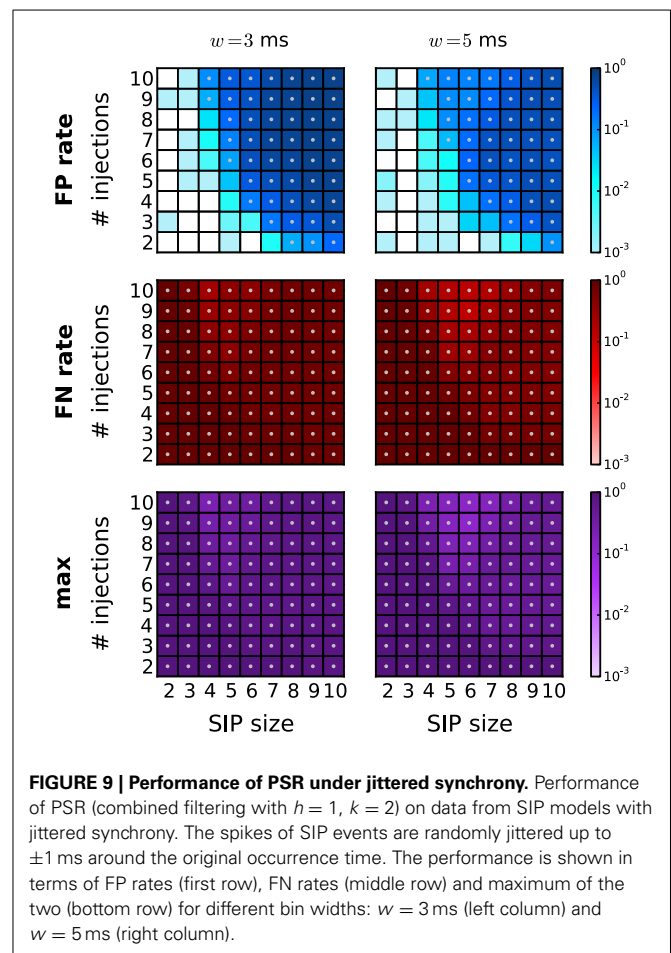 w=3 ms
w=5 ms
FP rate
# injections
10
9
8
7
6
5
4
3
2
10⁰
10⁻¹
10⁻²
10⁻³
FN rate
# injections
10
9
8
7
6
5
4
3
2
10⁰
10⁻¹
10⁻²
10⁻³
max
# injections
10
9
8
7
6
5
4
3
2
10⁰
10⁻¹
10⁻²
10⁻³
2 3 4 5 6 7 8 9 10
2 3 4 5 6 7 8 9 10
SIP size
SIP size
FIGURE 9 | Performance of PSR under jittered synchrony. Performance
of PSR (combined filtering with h = 1, k = 2) on data from SIP models with
jittered synchrony. The spikes of SIP events are randomly jittered up to
±1 ms around the original occurrence time. The performance is shown in
terms of FP rates (first row), FN rates (middle row) and maximum of the
two (bottom row) for different bin widths: w = 3 ms (left column) and
w = 5 ms (right column).